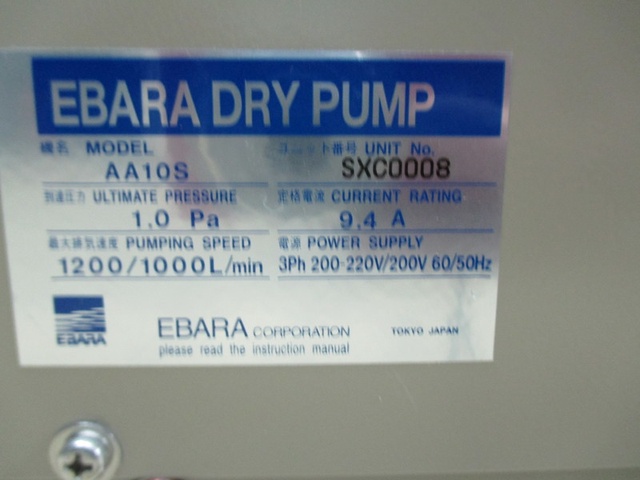 EBARA DRY PUMP
機名 MODEL
AA10S
ユニット番号 UNIT No.
SXC0008
到達圧力 ULTIMATE PRESSURE
1.0 Pa
定格電流 CURRENT RATING
9.4 A
最大排気速度 PUMPING SPEED
1200/1000L/min
電源 POWER SUPPLY
3Ph 200-220V/200V 60/50Hz
EBARA
EBARA CORPORATION
TOKYO JAPAN
please read the instruction manual